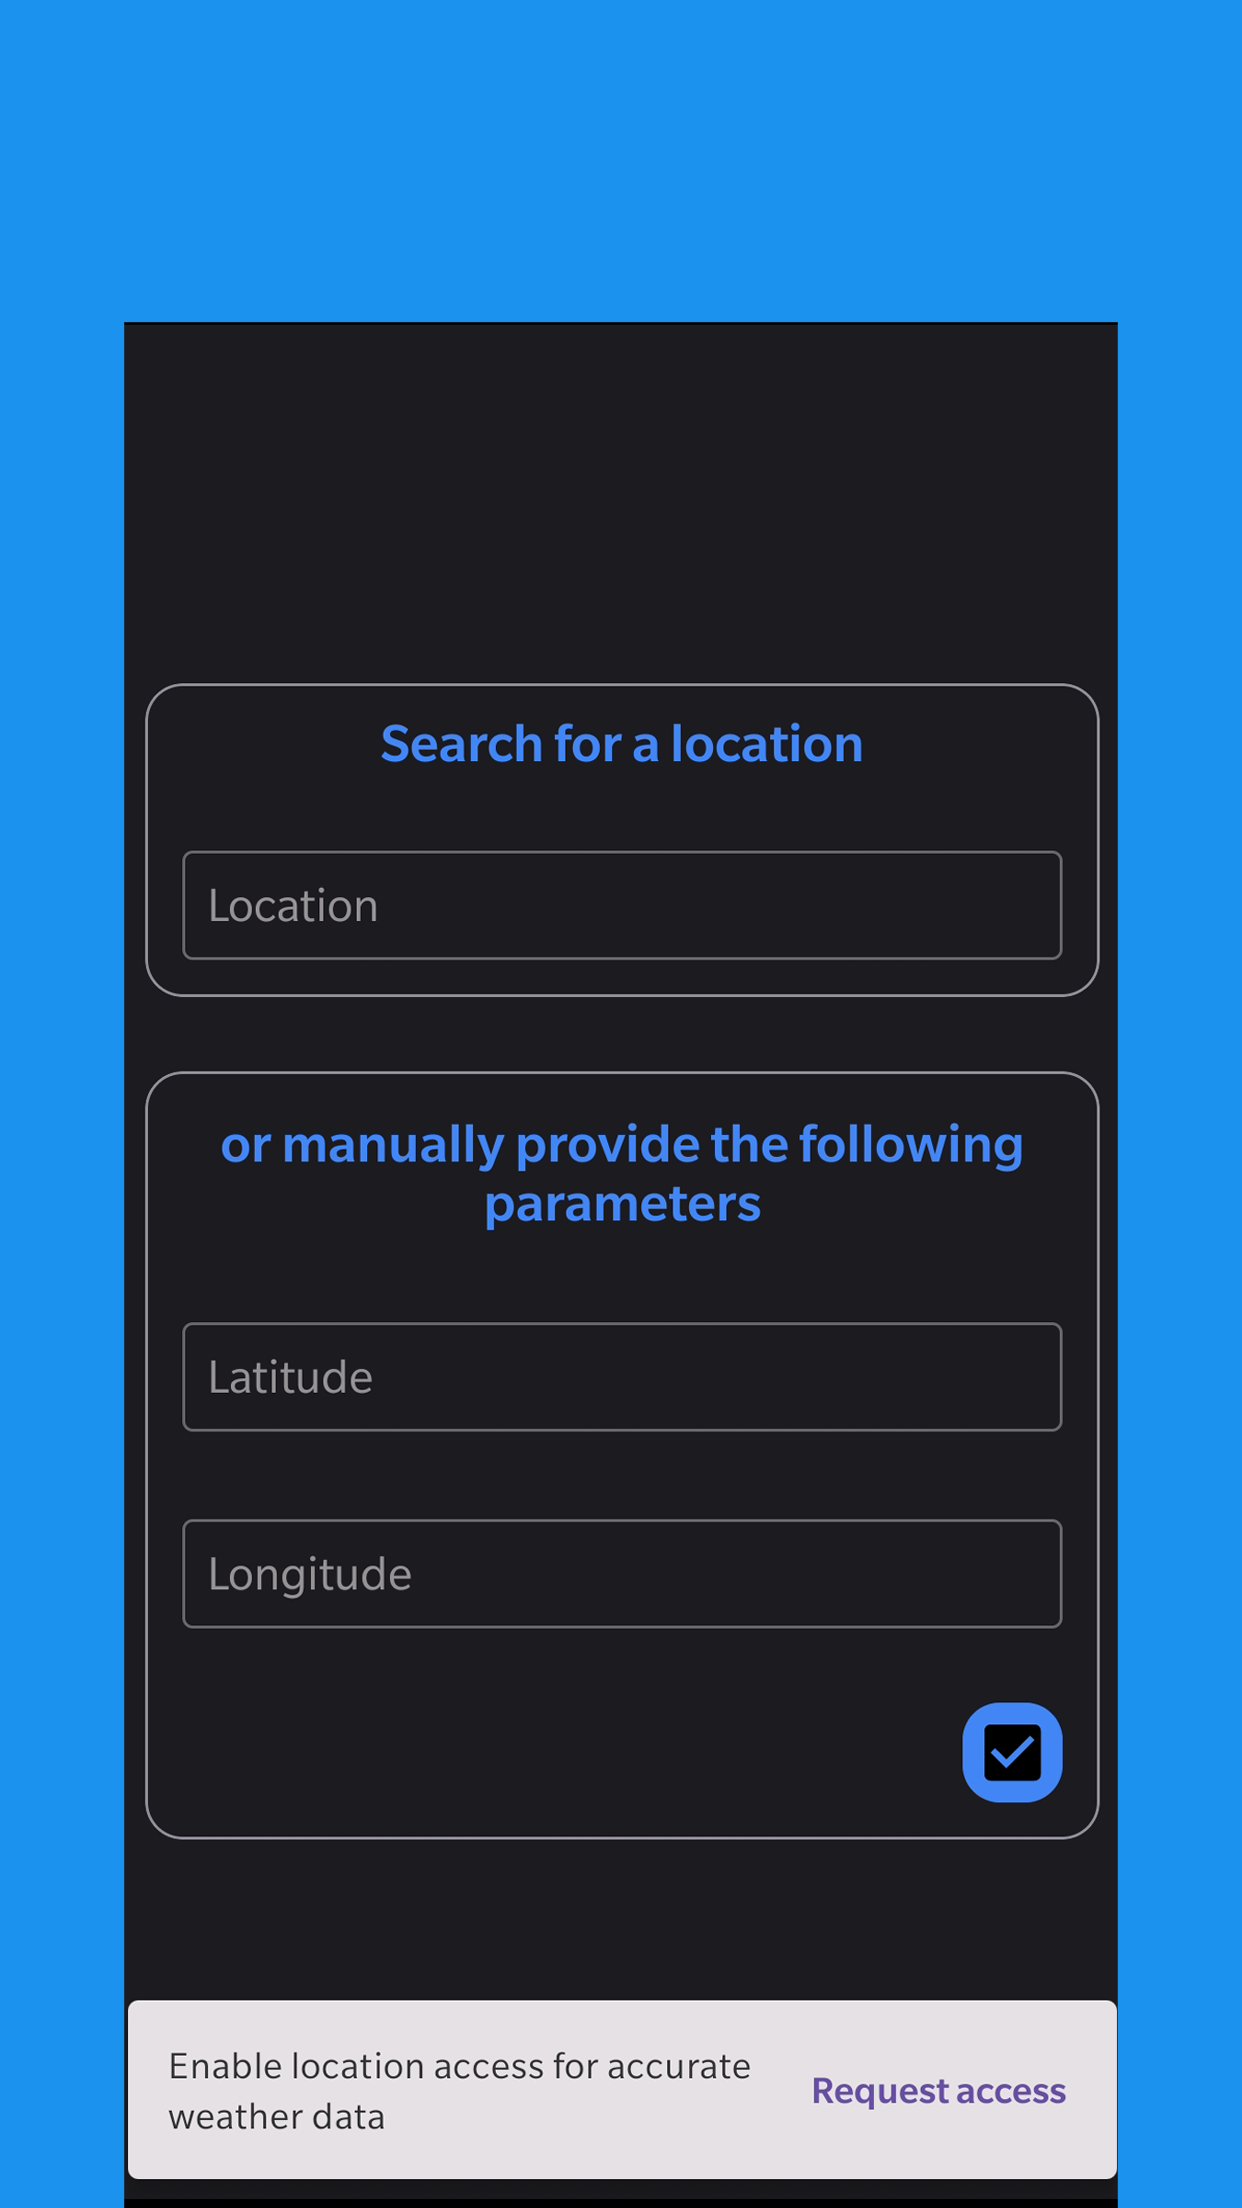 Search for a location
Location
or manually provide the following
parameters
Latitude
Longitude
Enable location access for accurate
weather data
Request access